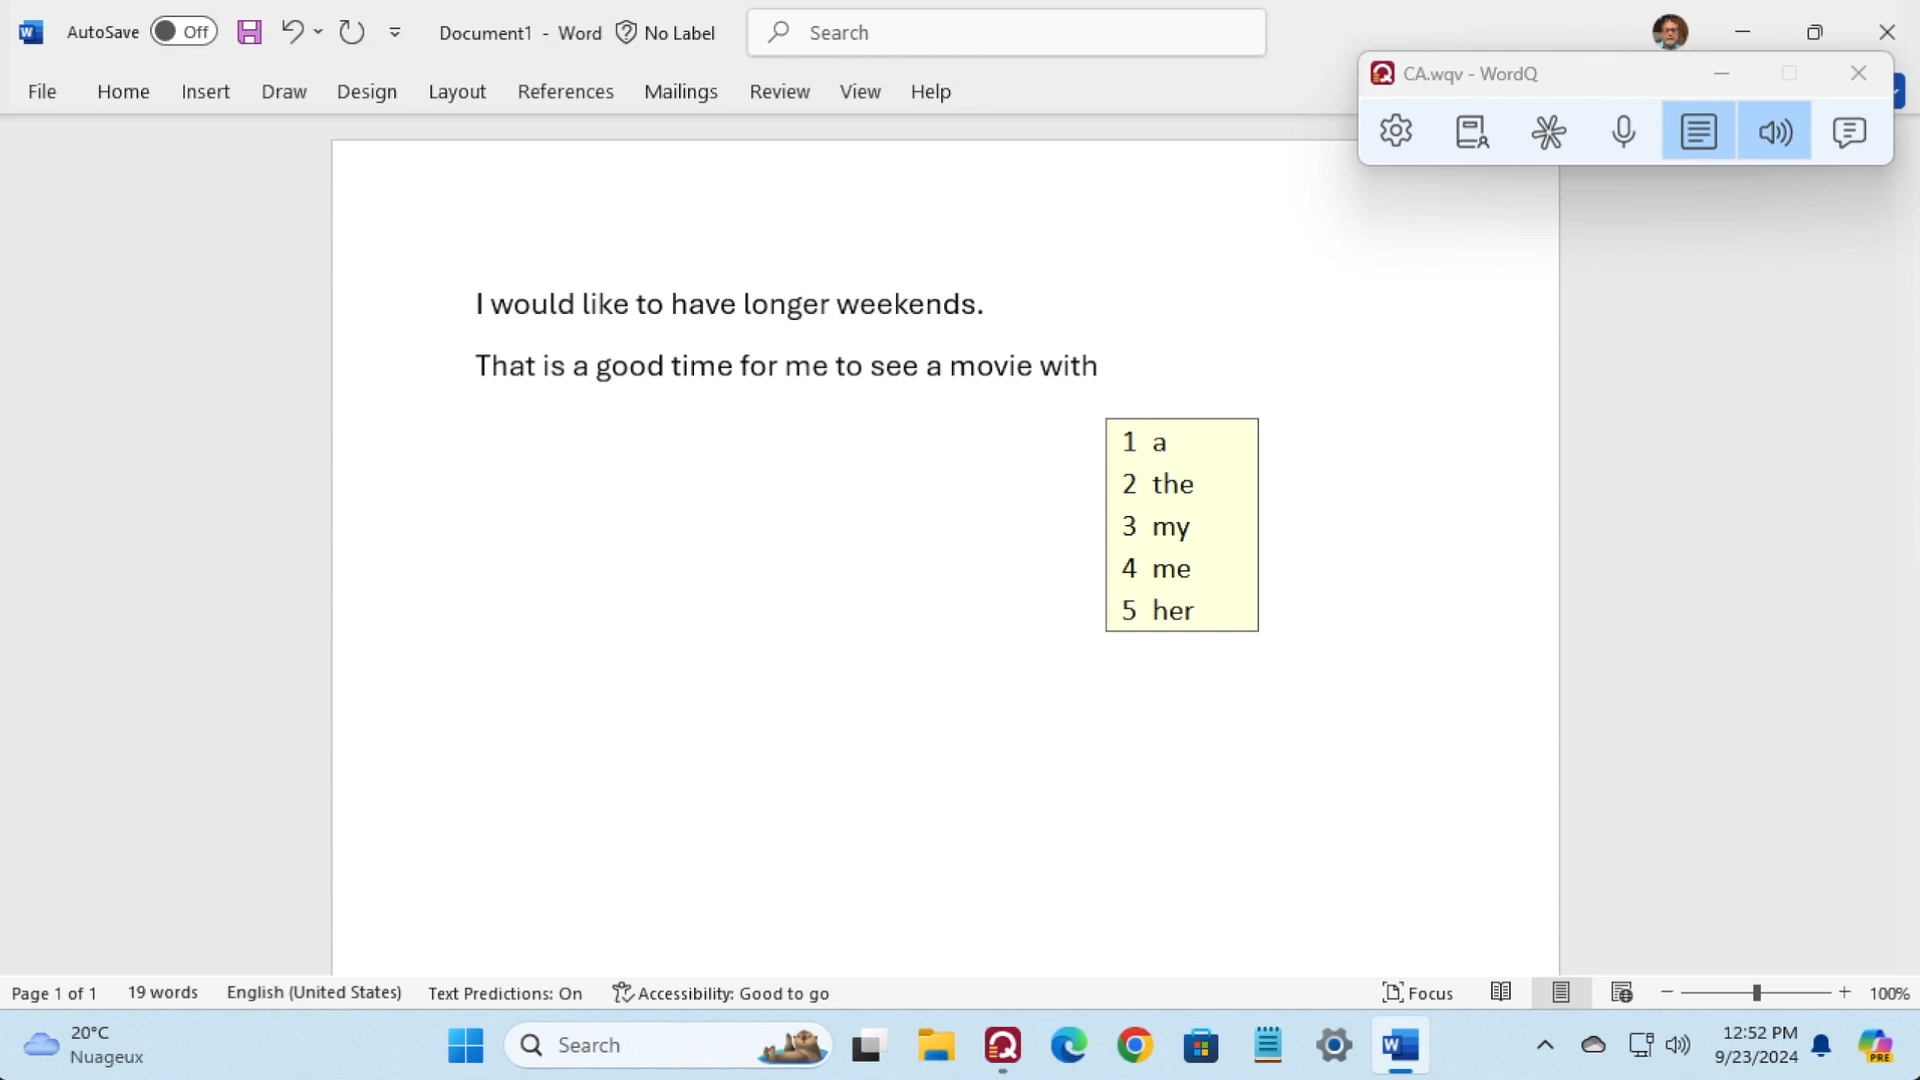 AutoSave Off Document1 - Word No Label Search
CA.wqv - WordQ
File Home Insert Draw Design Layout References Mailings Review View Help
I would like to have longer weekends.
That is a good time for me to see a movie with
1 a
2 the
3 my
4 me
5 her
Page 1 of 1 19 words English (United States) Text Predictions: On Accessibility: Good to go Focus 100%
20°C
Nuageux
Search
12:52 PM
9/23/2024
PRE